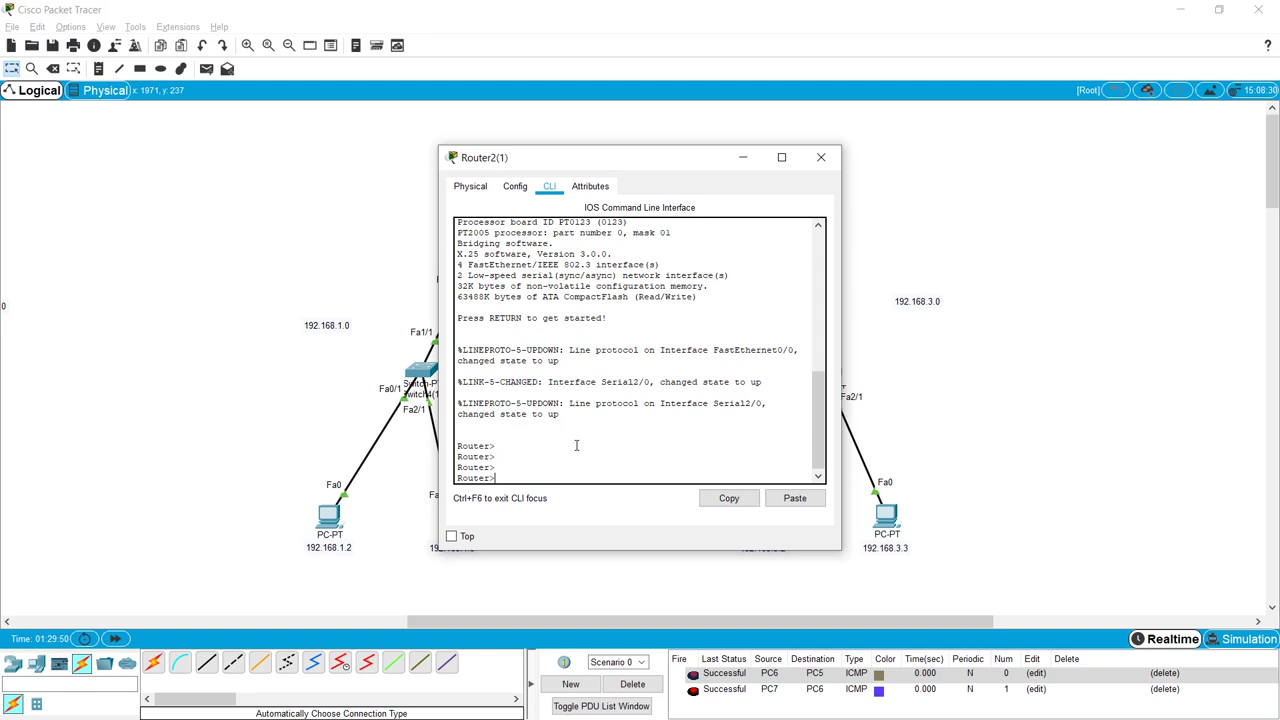 Cisco Packet Tracer
File Edit Options View Tools Extensions Help
?
Logical Physical x: 1971, y: 237 [Root] 15:08:30
Router2(1)
Physical Config CLI Attributes
IOS Command Line Interface
Processor board ID PT0123 (0123)
PT2005 processor: part number 0, mask 01
Bridging software.
X.25 software, Version 3.0.0.
4 FastEthernet/IEEE 802.3 interface(s)
2 Low-speed serial(sync/async) network interface(s)
32K bytes of non-volatile configuration memory.
63488K bytes of ATA CompactFlash (Read/Write)
Press RETURN to get started!
%LINEPROTO-5-UPDOWN: Line protocol on Interface FastEthernet0/0,
changed state to up
%LINK-5-CHANGED: Interface Serial2/0, changed state to up
%LINEPROTO-5-UPDOWN: Line protocol on Interface Serial2/0,
changed state to up
Router>
Router>
Router>
Router>
Ctrl+F6 to exit CLI focus Copy Paste
Top
0
192.168.1.0
Fa1/1
Switch-PT
Fa0/1
Fa2/1
Fa0
PC-PT
192.168.1.2
192.168.3.0
Fa2/1
Fa0
PC-PT
192.168.3.3
Time: 01:29:50 Realtime Simulation
Automatically Choose Connection Type
Scenario 0
New Delete
Toggle PDU List Window
Fire Last Status Source Destination Type Color Time(sec) Periodic Num Edit Delete
Successful PC6 PC5 ICMP 0.000 N 0 (edit) (delete)
Successful PC7 PC6 ICMP 0.000 N 1 (edit) (delete)